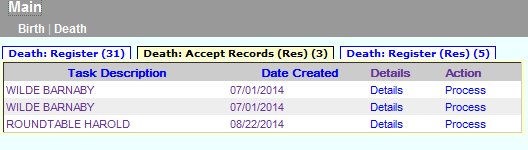 Main
Birth | Death
Death: Register (31) Death: Accept Records (Res) (3) Death: Register (Res) (5)
Task Description Date Created Details Action
WILDE BARNABY 07/01/2014 Details Process
WILDE BARNABY 07/01/2014 Details Process
ROUNDTABLE HAROLD 08/22/2014 Details Process